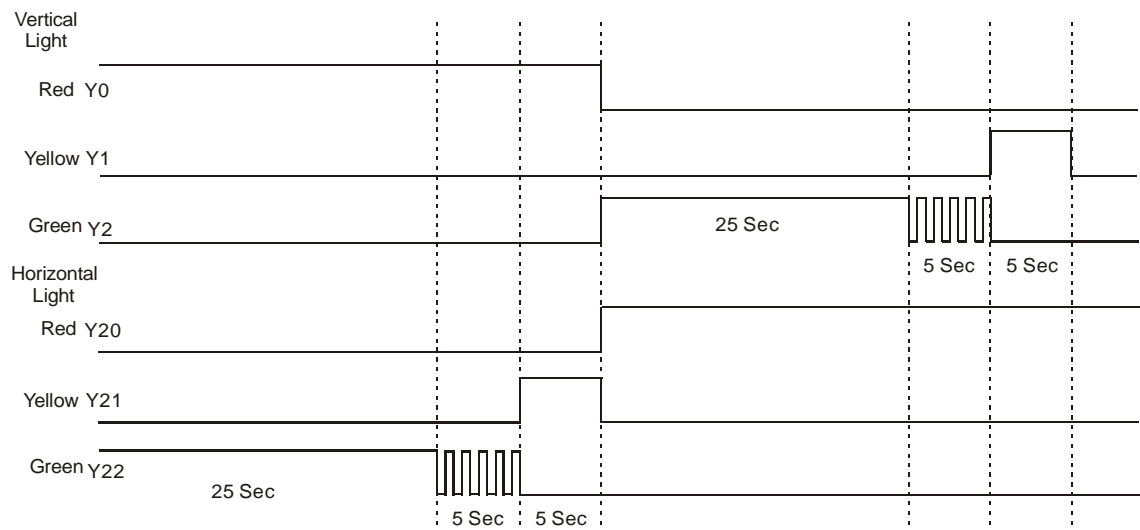 Vertical
Light
Red Y0
Yellow Y1
Green Y2
25 Sec
5 Sec 5 Sec
Horizontal
Light
Red Y20
Yellow Y21
Green Y22
25 Sec
5 Sec 5 Sec